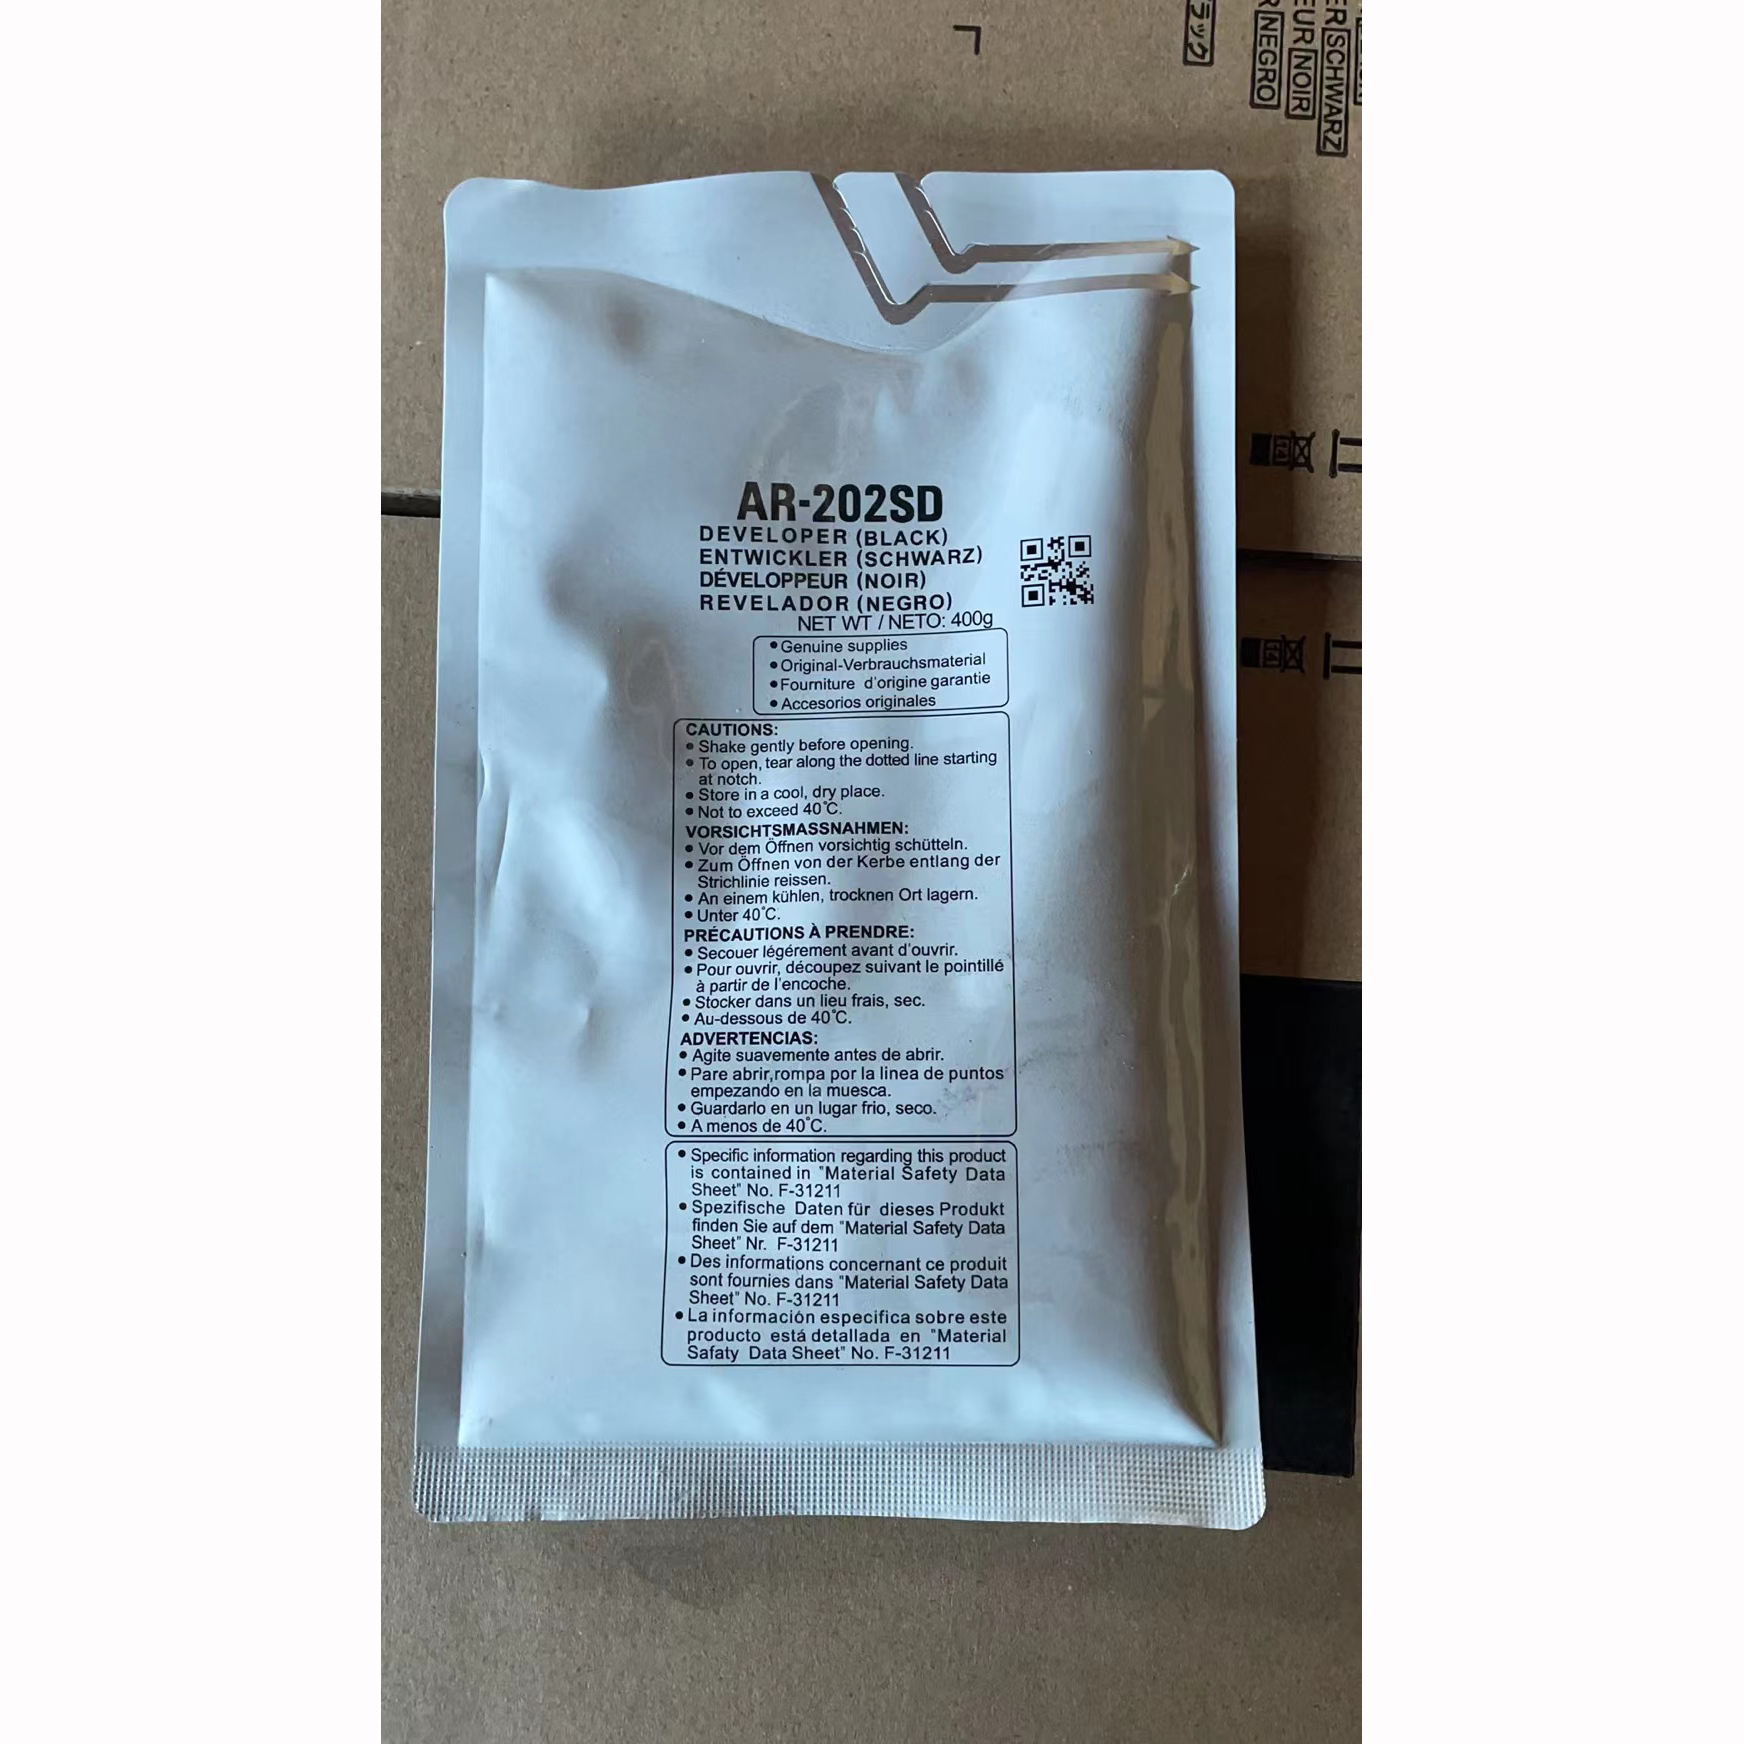 ラック
ER SCHWARZ
EUR NOIR
R NEGRO
AR-202SD
DEVELOPER (BLACK)
ENTWICKLER (SCHWARZ)
DÉVELOPPEUR (NOIR)
REVELADOR (NEGRO)
NET WT / NETO: 400g
• Genuine supplies
• Original-Verbrauchsmaterial
• Fourniture d'origine garantie
• Accesorios originales
CAUTIONS:
• Shake gently before opening.
• To open, tear along the dotted line starting
at notch.
• Store in a cool, dry place.
• Not to exceed 40°C.
VORSICHTSMASSNAHMEN:
• Vor dem Öffnen vorsichtig schütteln.
• Zum Öffnen von der Kerbe entlang der
Strichlinie reissen.
• An einem kühlen, trocknen Ort lagern.
• Unter 40°C.
PRÉCAUTIONS À PRENDRE:
• Secouer légérement avant d'ouvrir.
• Pour ouvrir, découpez suivant le pointillé
à partir de l'encoche.
• Stocker dans un lieu frais, sec.
• Au-dessous de 40°C.
ADVERTENCIAS:
• Agite suavemente antes de abrir.
• Pare abrir,rompa por la linea de puntos
empezando en la muesca.
• Guardarlo en un lugar frio, seco.
• A menos de 40°C.
• Specific information regarding this product
is contained in "Material Safety Data
Sheet" No. F-31211
• Spezifische Daten für dieses Produkt
finden Sie auf dem "Material Safety Data
Sheet" Nr. F-31211
• Des informations concernant ce produit
sont fournies dans "Material Safety Data
Sheet" No. F-31211
• La información especifica sobre este
producto está detallada en "Material
Safaty Data Sheet" No. F-31211